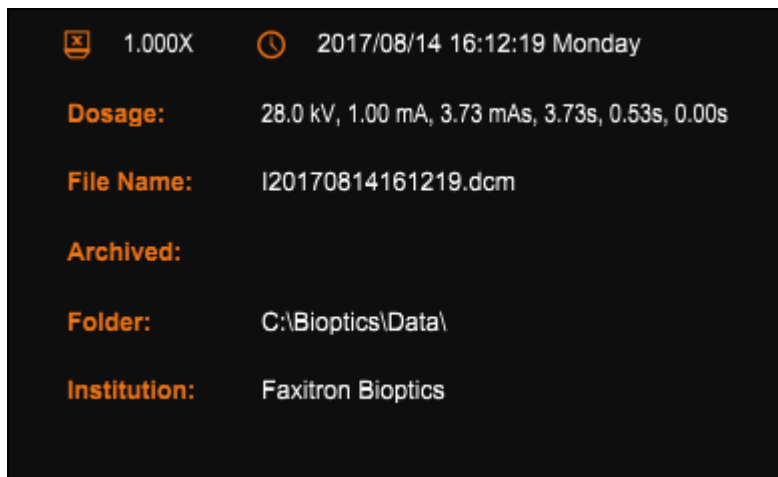 1.000X 2017/08/14 16:12:19 Monday
Dosage: 28.0 kV, 1.00 mA, 3.73 mAs, 3.73s, 0.53s, 0.00s
File Name: I20170814161219.dcm
Archived:
Folder: C:\Bioptics\Data\
Institution: Faxitron Bioptics